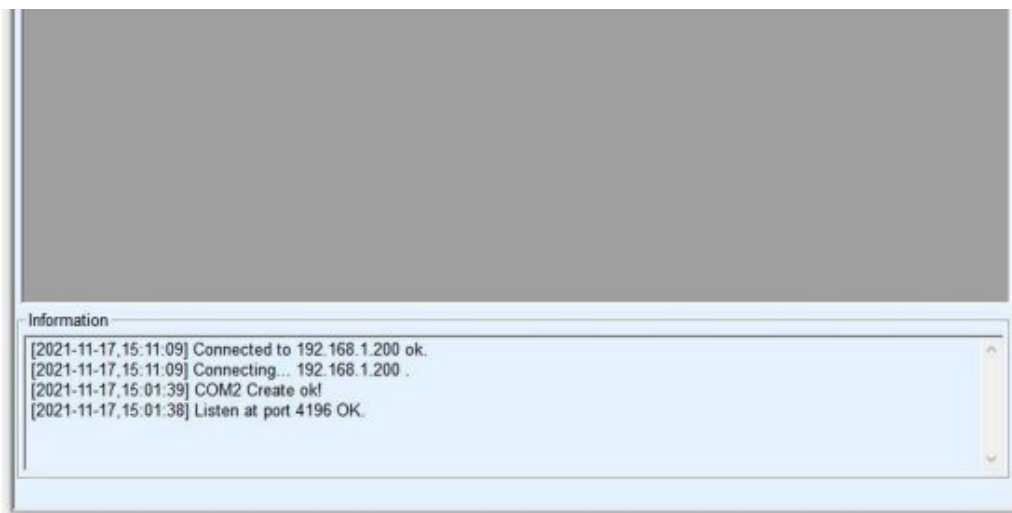 Information
[2021-11-17,15:11:09] Connected to 192.168.1.200 ok.
[2021-11-17,15:11:09] Connecting... 192.168.1.200 .
[2021-11-17,15:01:39] COM2 Create ok!
[2021-11-17,15:01:38] Listen at port 4196 OK.